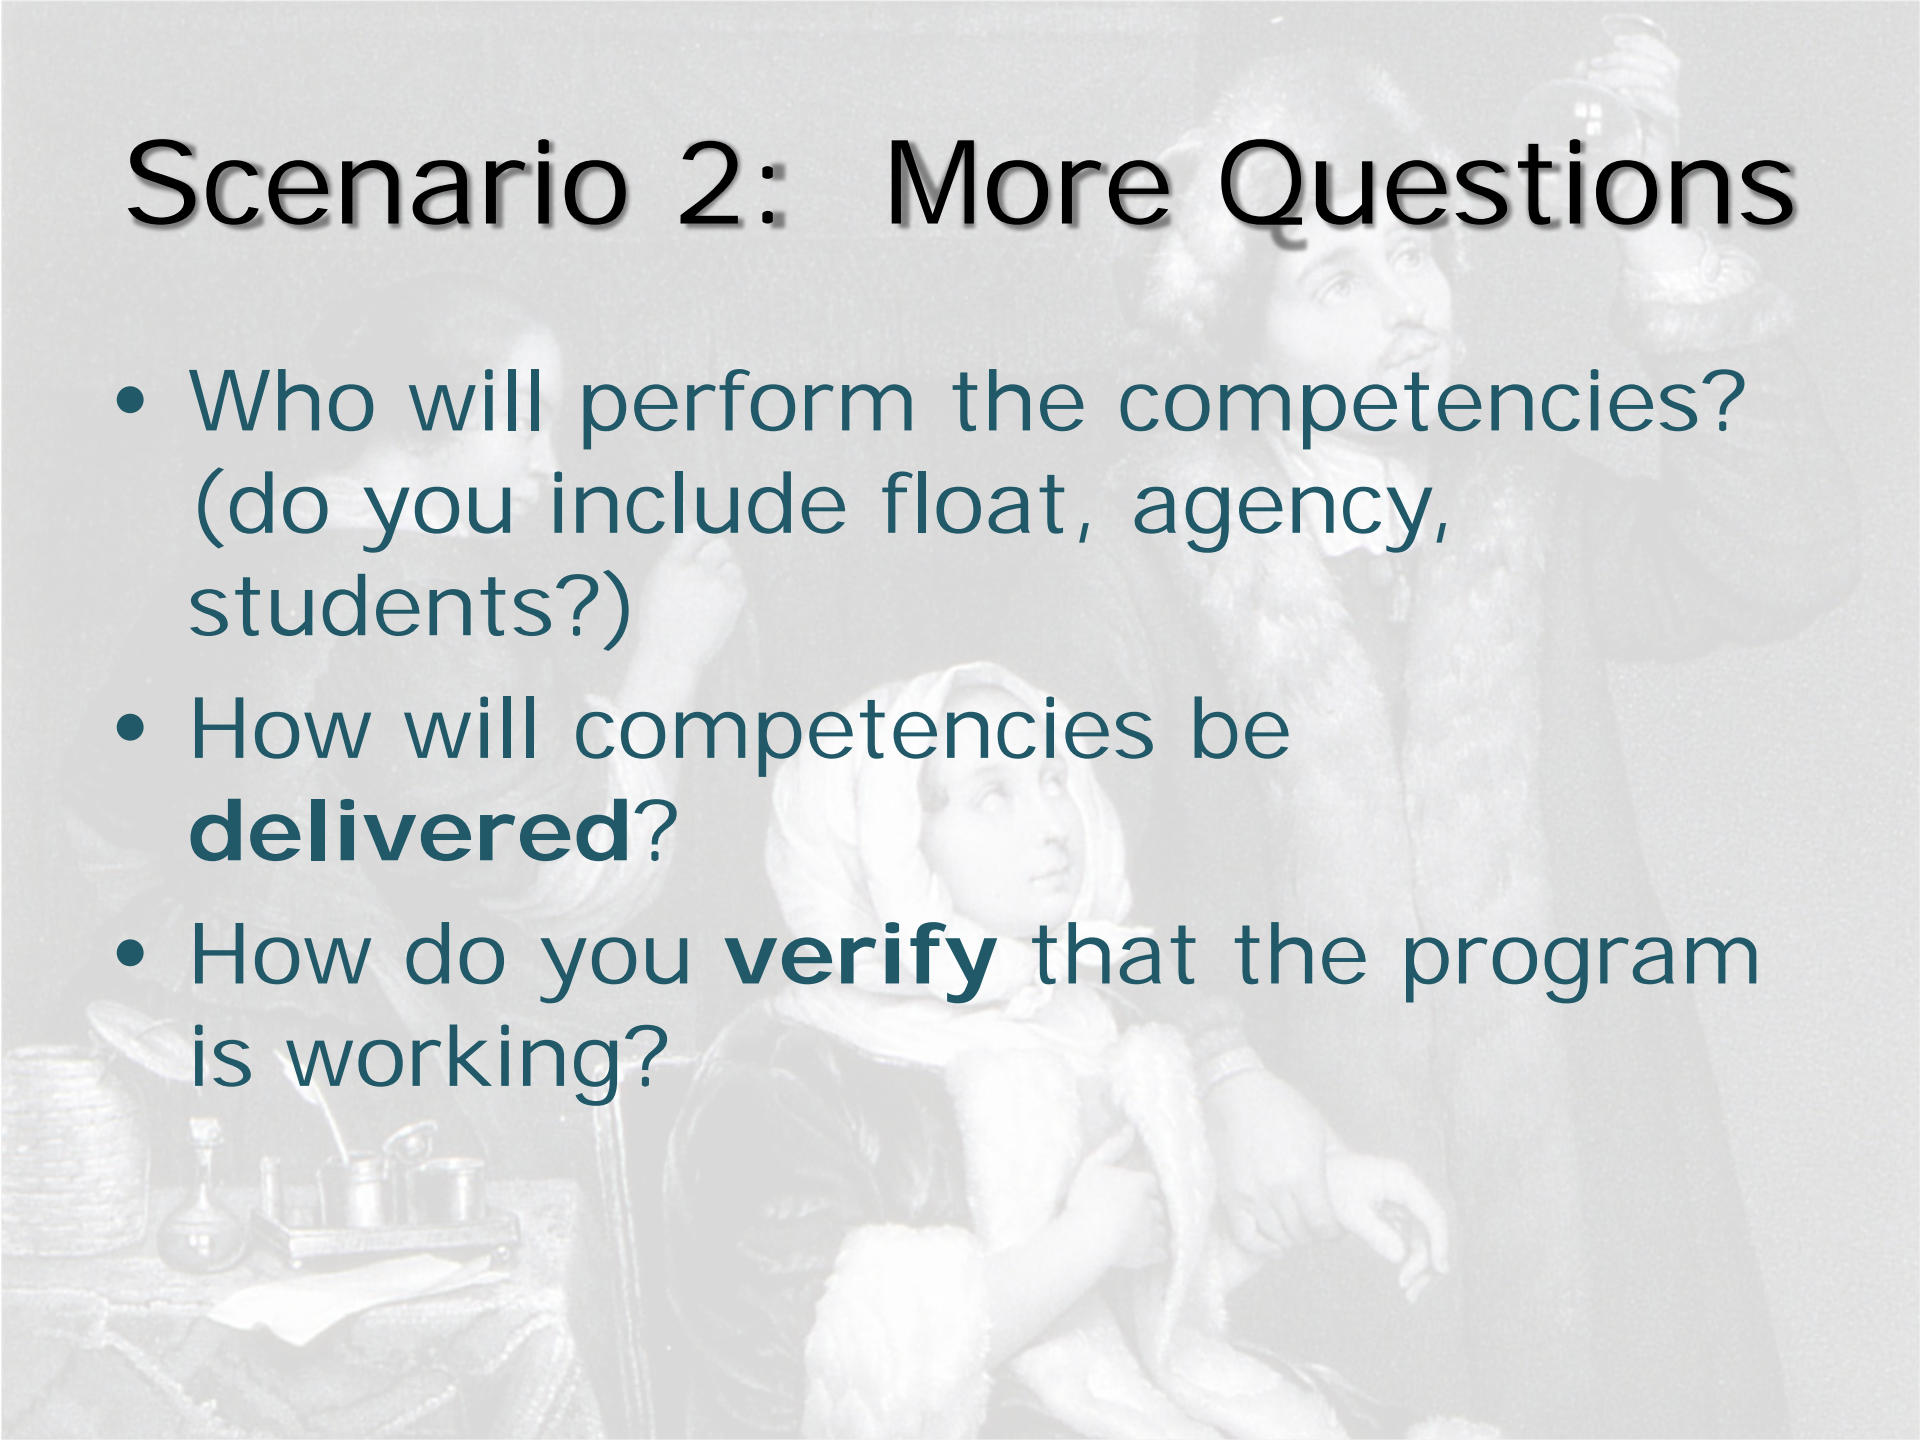 Scenario 2: More Questions
• Who will perform the competencies?
(do you include float, agency,
students?)
• How will competencies be
delivered?
• How do you verify that the program
is working?